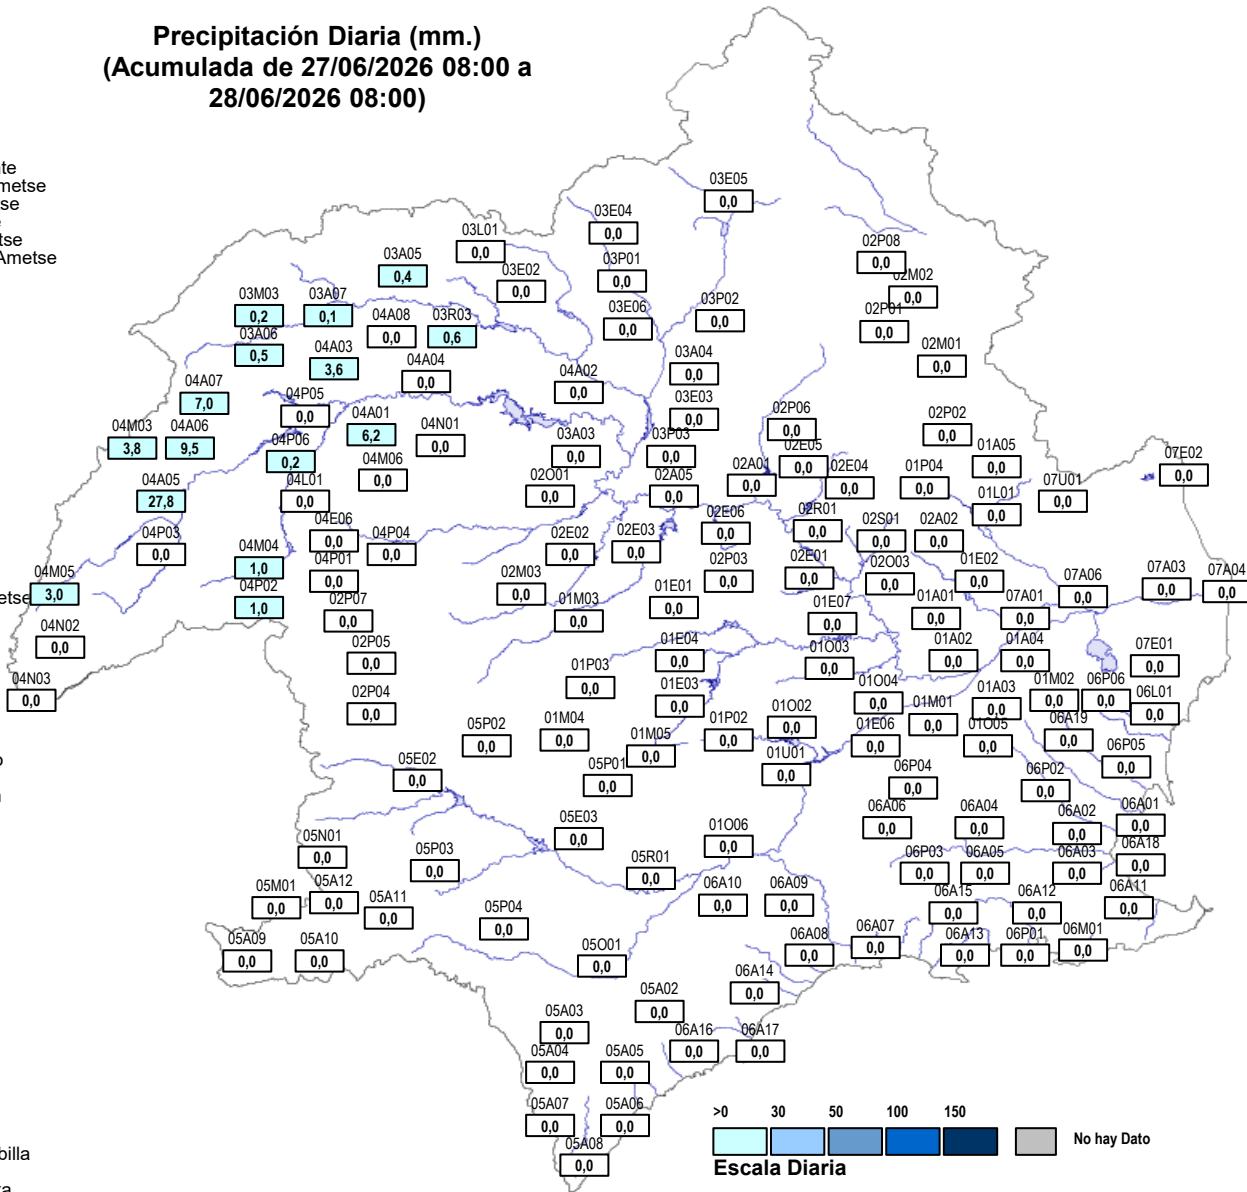 Precipitación Diaria (mm.)
(Acumulada de 27/06/2026 08:00 a
28/06/2026 08:00)
te
metse
se
tse
Ametse
03E05
0,0
03E04
0,0
03L01
0,0
03A05
0,4
03E02
0,0
03P01
0,0
02P08
0,0
02M02
0,0
03M03
0,2
03A07
0,1
04A08
0,0
03R03
0,6
03E06
0,0
03P02
0,0
02P01
0,0
03A06
0,5
04A03
3,6
04A04
0,0
04A02
0,0
03A04
0,0
02M01
0,0
04A07
7,0
04P05
0,0
04A01
6,2
04N01
0,0
03E03
0,0
02P06
0,0
02P02
0,0
04M03
3,8
04A06
9,5
04P06
0,2
04M06
0,0
03A03
0,0
03P03
0,0
02E05
0,0
01A05
0,0
07E02
0,0
04A05
27,8
04L01
0,0
02O01
0,0
02A05
0,0
02A01
0,0
02E04
0,0
01P04
0,0
01L01
0,0
07U01
0,0
04P03
0,0
04E06
0,0
04P04
0,0
02E02
0,0
02E03
0,0
02E06
0,0
02R01
0,0
02S01
0,0
02A02
0,0
04M05
3,0
etse
04M04
1,0
04P01
0,0
02M03
0,0
02P03
0,0
02E01
0,0
02O03
0,0
01E02
0,0
07A06
0,0
07A03
0,0
07A04
0,0
04P02
1,0
02P07
0,0
01M03
0,0
01E01
0,0
01E07
0,0
01A01
0,0
07A01
0,0
04N02
0,0
02P05
0,0
01E04
0,0
01O03
0,0
01A02
0,0
01A04
0,0
07E01
0,0
04N03
0,0
02P04
0,0
01P03
0,0
01E03
0,0
01O04
0,0
01A03
0,0
01M02
0,0
06P06
0,0
06L01
0,0
05P02
0,0
01M04
0,0
01M05
0,0
01P02
0,0
01O02
0,0
01E06
0,0
01M01
0,0
01O05
0,0
06A19
0,0
06P05
0,0
05E02
0,0
05P01
0,0
01U01
0,0
06P04
0,0
06P02
0,0
05E03
0,0
01O06
0,0
06A06
0,0
06A04
0,0
06A02
0,0
06A01
0,0
05N01
0,0
05P03
0,0
05R01
0,0
06P03
0,0
06A05
0,0
06A03
0,0
06A18
0,0
05M01
0,0
05A12
0,0
05A11
0,0
05P04
0,0
06A10
0,0
06A09
0,0
06A15
0,0
06A12
0,0
06A11
0,0
05A09
0,0
05A10
0,0
05O01
0,0
06A08
0,0
06A07
0,0
06A13
0,0
06P01
0,0
06M01
0,0
05A03
0,0
05A02
0,0
06A14
0,0
05A04
0,0
05A05
0,0
06A16
0,0
06A17
0,0
05A07
0,0
05A06
0,0
05A08
0,0
>0 30 50 100 150
No hay Dato
Escala Diaria
billa